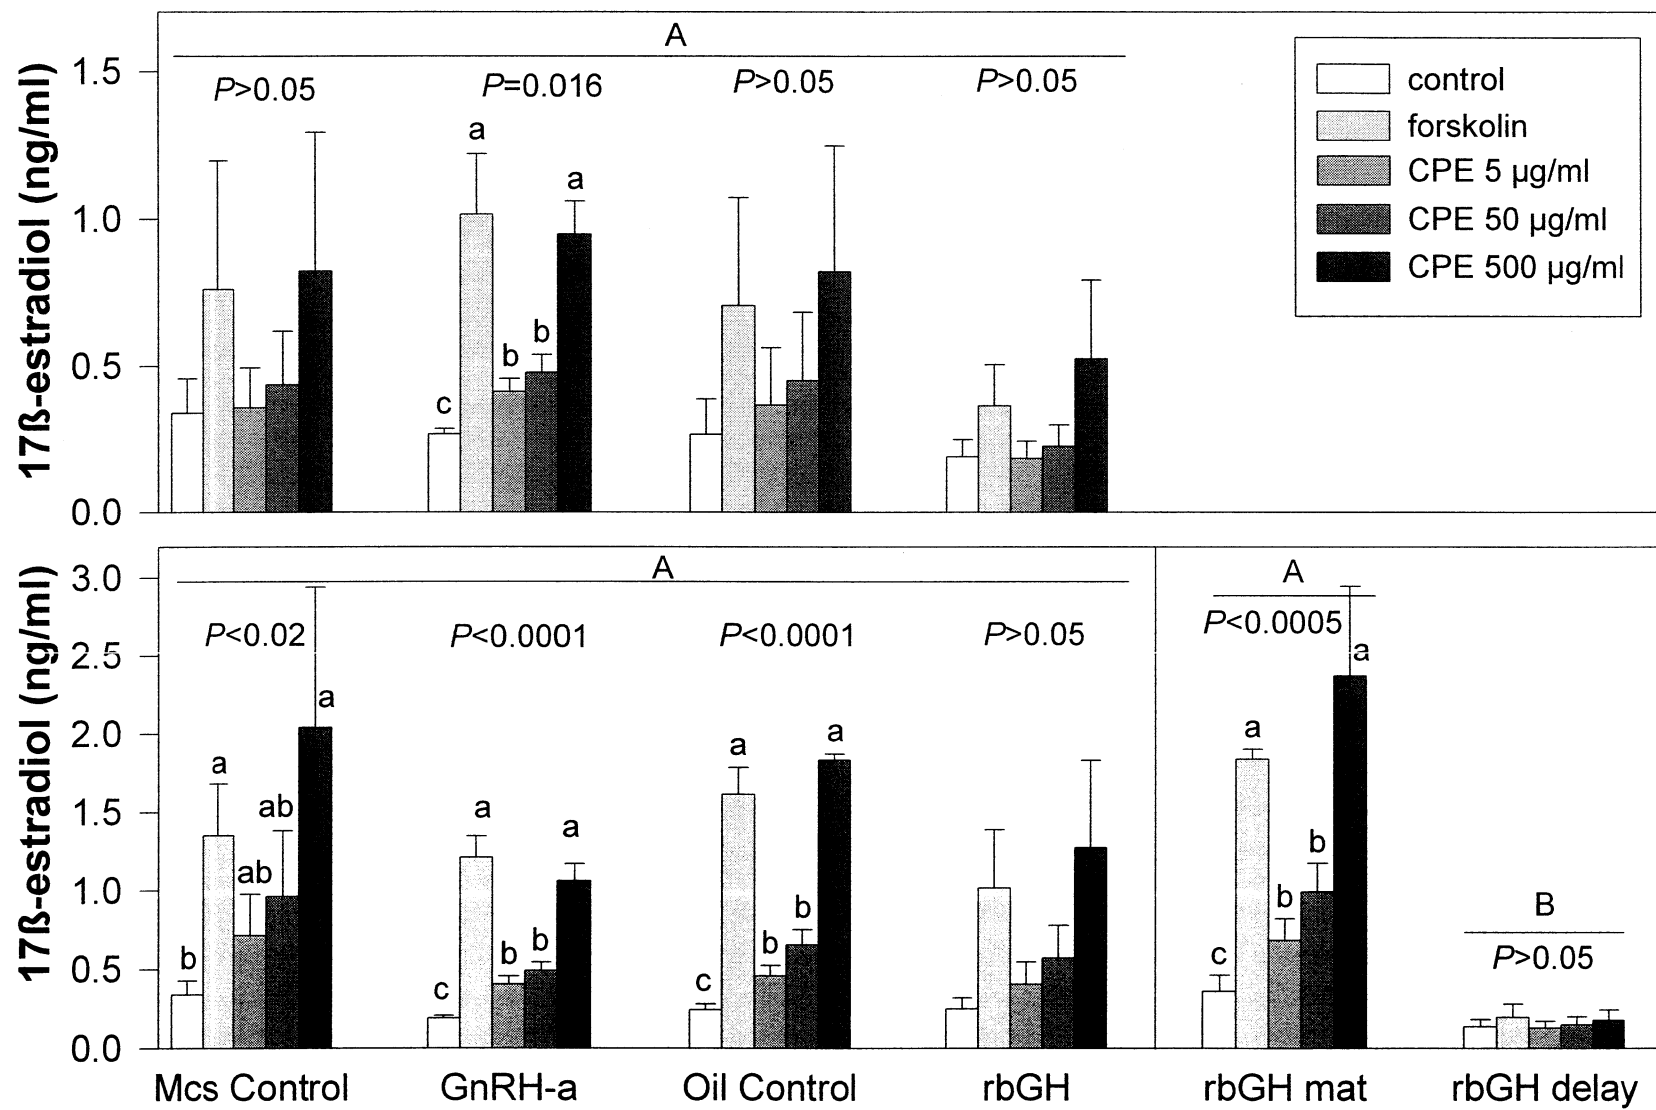 A
P>0.05
P=0.016
P>0.05
P>0.05
control
forskolin
CPE 5 µg/ml
CPE 50 µg/ml
CPE 500 µg/ml
17ß-estradiol (ng/ml)
1.5
1.0
0.5
0.0
c
a
b
b
a
A
A
P<0.02
P<0.0001
P<0.0001
P>0.05
P<0.0005
17ß-estradiol (ng/ml)
3.0
2.5
2.0
1.5
1.0
0.5
0.0
b
a
ab
ab
a
c
a
b
b
a
c
a
b
b
a
c
a
b
b
a
B
P>0.05
Mcs Control
GnRH-a
Oil Control
rbGH
rbGH mat
rbGH delay